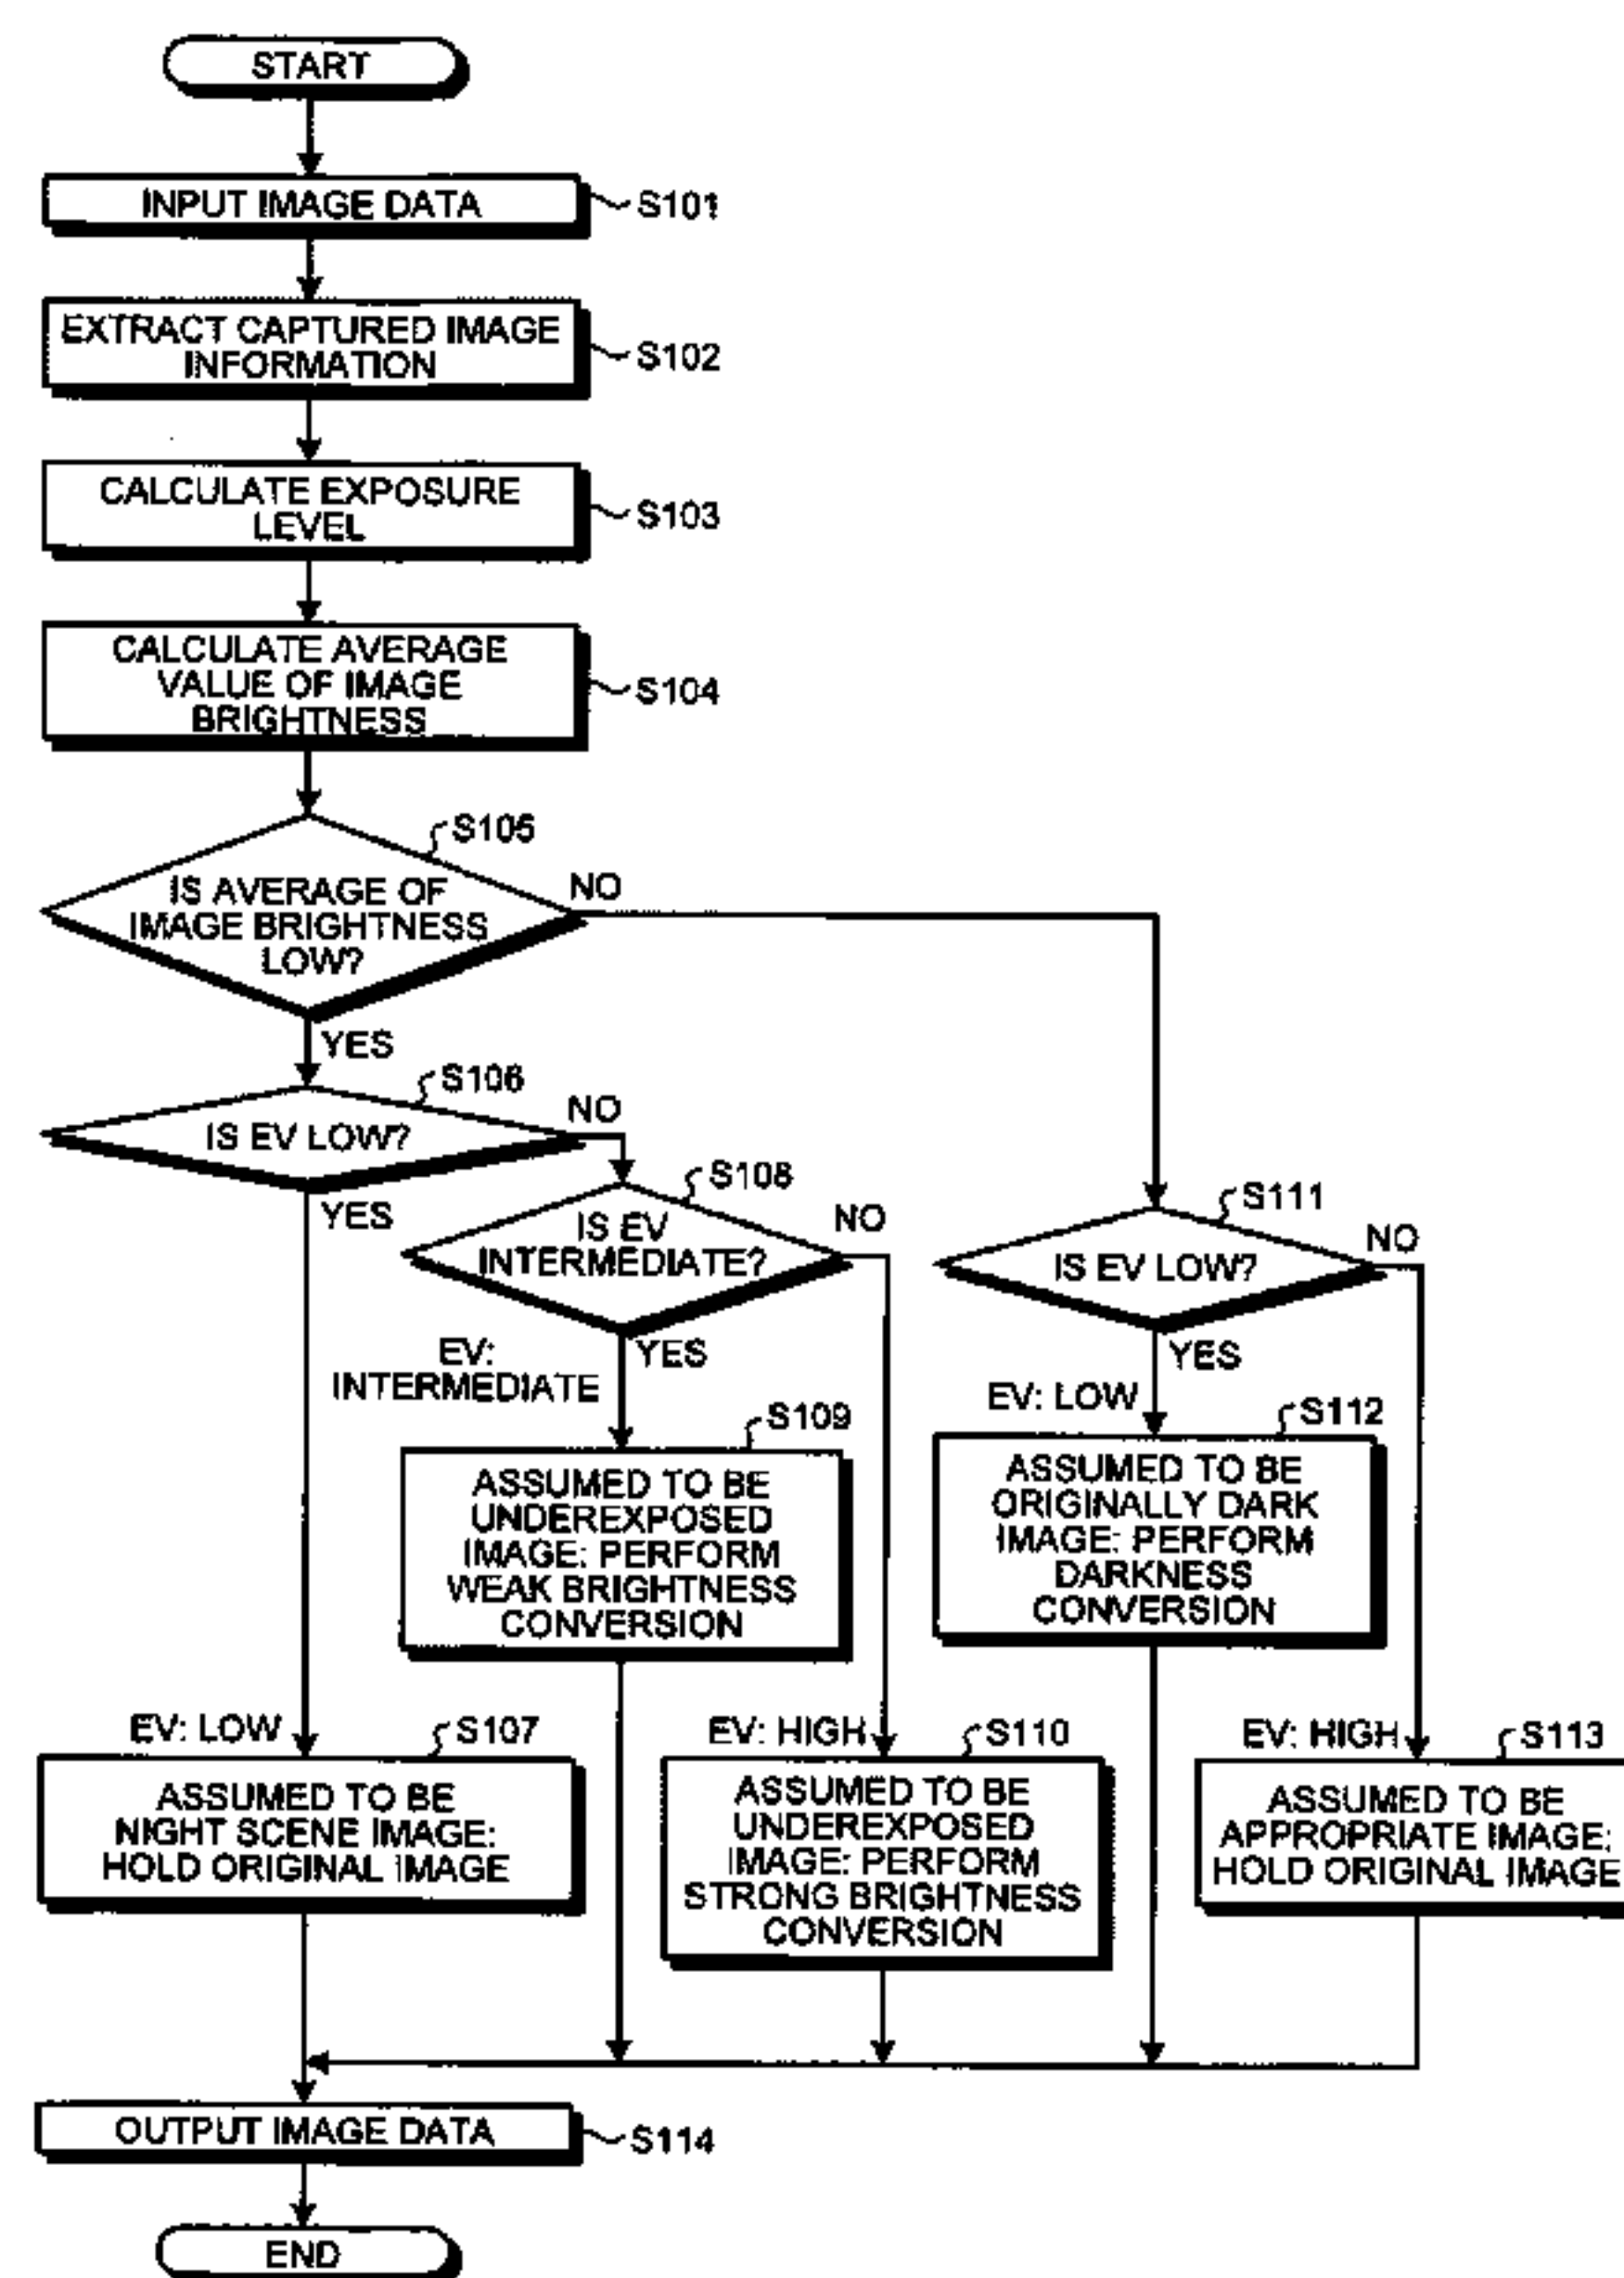 START
INPUT IMAGE DATA
S101
EXTRACT CAPTURED IMAGE
INFORMATION
S102
CALCULATE EXPOSURE
LEVEL
S103
CALCULATE AVERAGE
VALUE OF IMAGE
BRIGHTNESS
S104
S105
IS AVERAGE OF
IMAGE BRIGHTNESS
LOW?
NO
YES
S106
IS EV LOW?
NO
YES
S108
IS EV
INTERMEDIATE?
NO
YES
EV:
INTERMEDIATE
S111
IS EV LOW?
NO
YES
EV: LOW
S109
ASSUMED TO BE
UNDEREXPOSED
IMAGE: PERFORM
WEAK BRIGHTNESS
CONVERSION
S112
ASSUMED TO BE
ORIGINALLY DARK
IMAGE: PERFORM
DARKNESS
CONVERSION
EV: LOW
S107
ASSUMED TO BE
NIGHT SCENE IMAGE:
HOLD ORIGINAL IMAGE
EV: HIGH
S110
ASSUMED TO BE
UNDEREXPOSED
IMAGE: PERFORM
STRONG BRIGHTNESS
CONVERSION
EV: HIGH
S113
ASSUMED TO BE
APPROPRIATE IMAGE:
HOLD ORIGINAL IMAGE
OUTPUT IMAGE DATA
S114
END